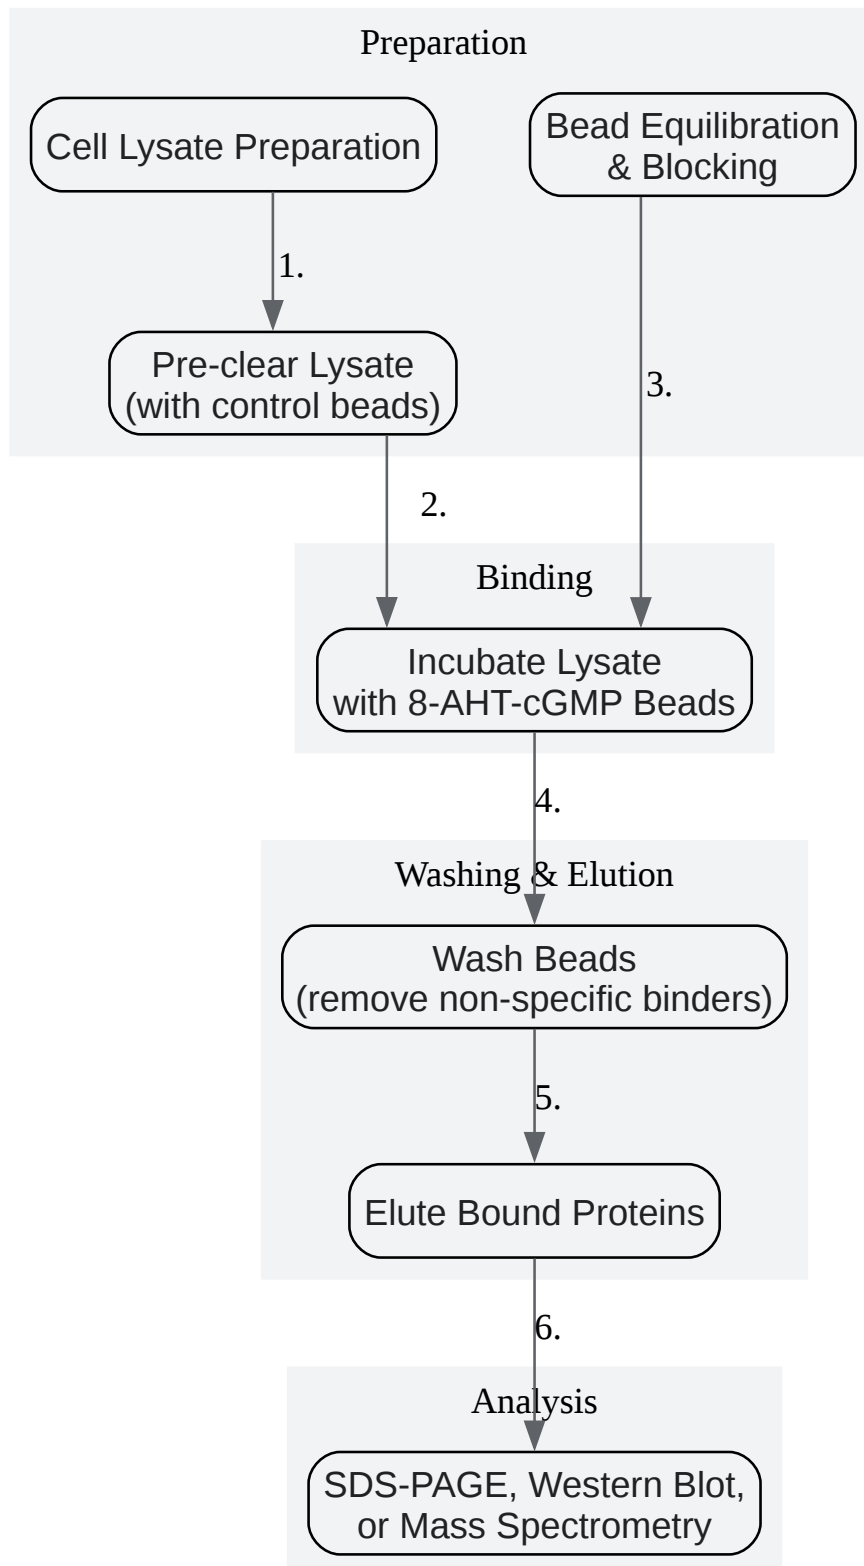 Preparation
Cell Lysate Preparation
Bead Equilibration
& Blocking
1.
Pre-clear Lysate
(with control beads)
3.
2.
Binding
Incubate Lysate
with 8-AHT-cGMP Beads
4.
Washing & Elution
Wash Beads
(remove non-specific binders)
5.
Elute Bound Proteins
6.
Analysis
SDS-PAGE, Western Blot,
or Mass Spectrometry